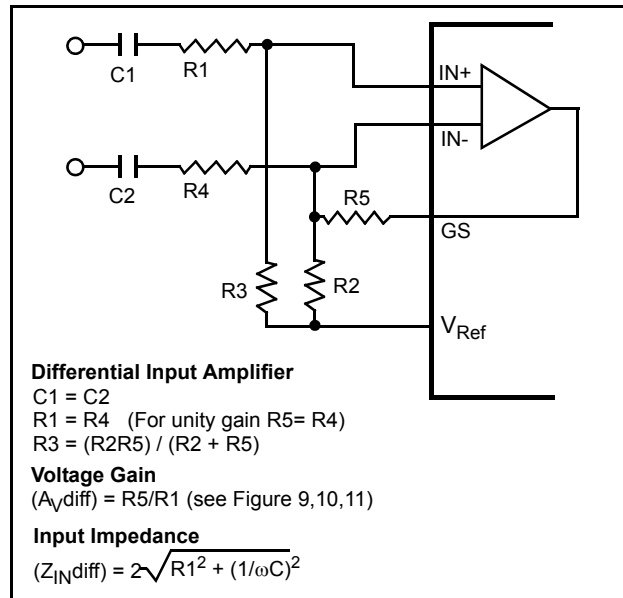 C1
R1
IN+
IN-
C2
R4
R5
GS
R3
R2
VRef
Differential Input Amplifier
C1 = C2
R1 = R4 (For unity gain R5= R4)
R3 = (R2R5) / (R2 + R5)
Voltage Gain
(AVdiff) = R5/R1 (see Figure 9,10,11)
Input Impedance
(ZINdiff) = 2√R1² + (1/ωC)²